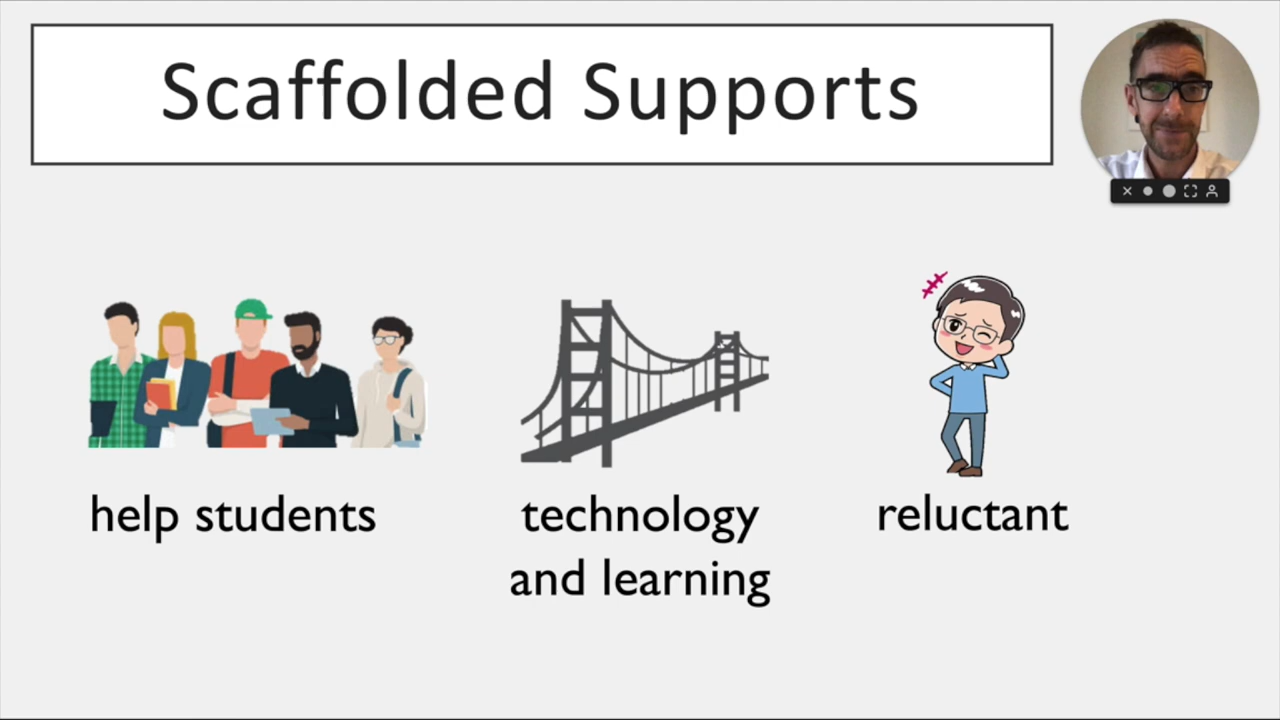 Scaffolded Supports
help students
technology
and learning
reluctant